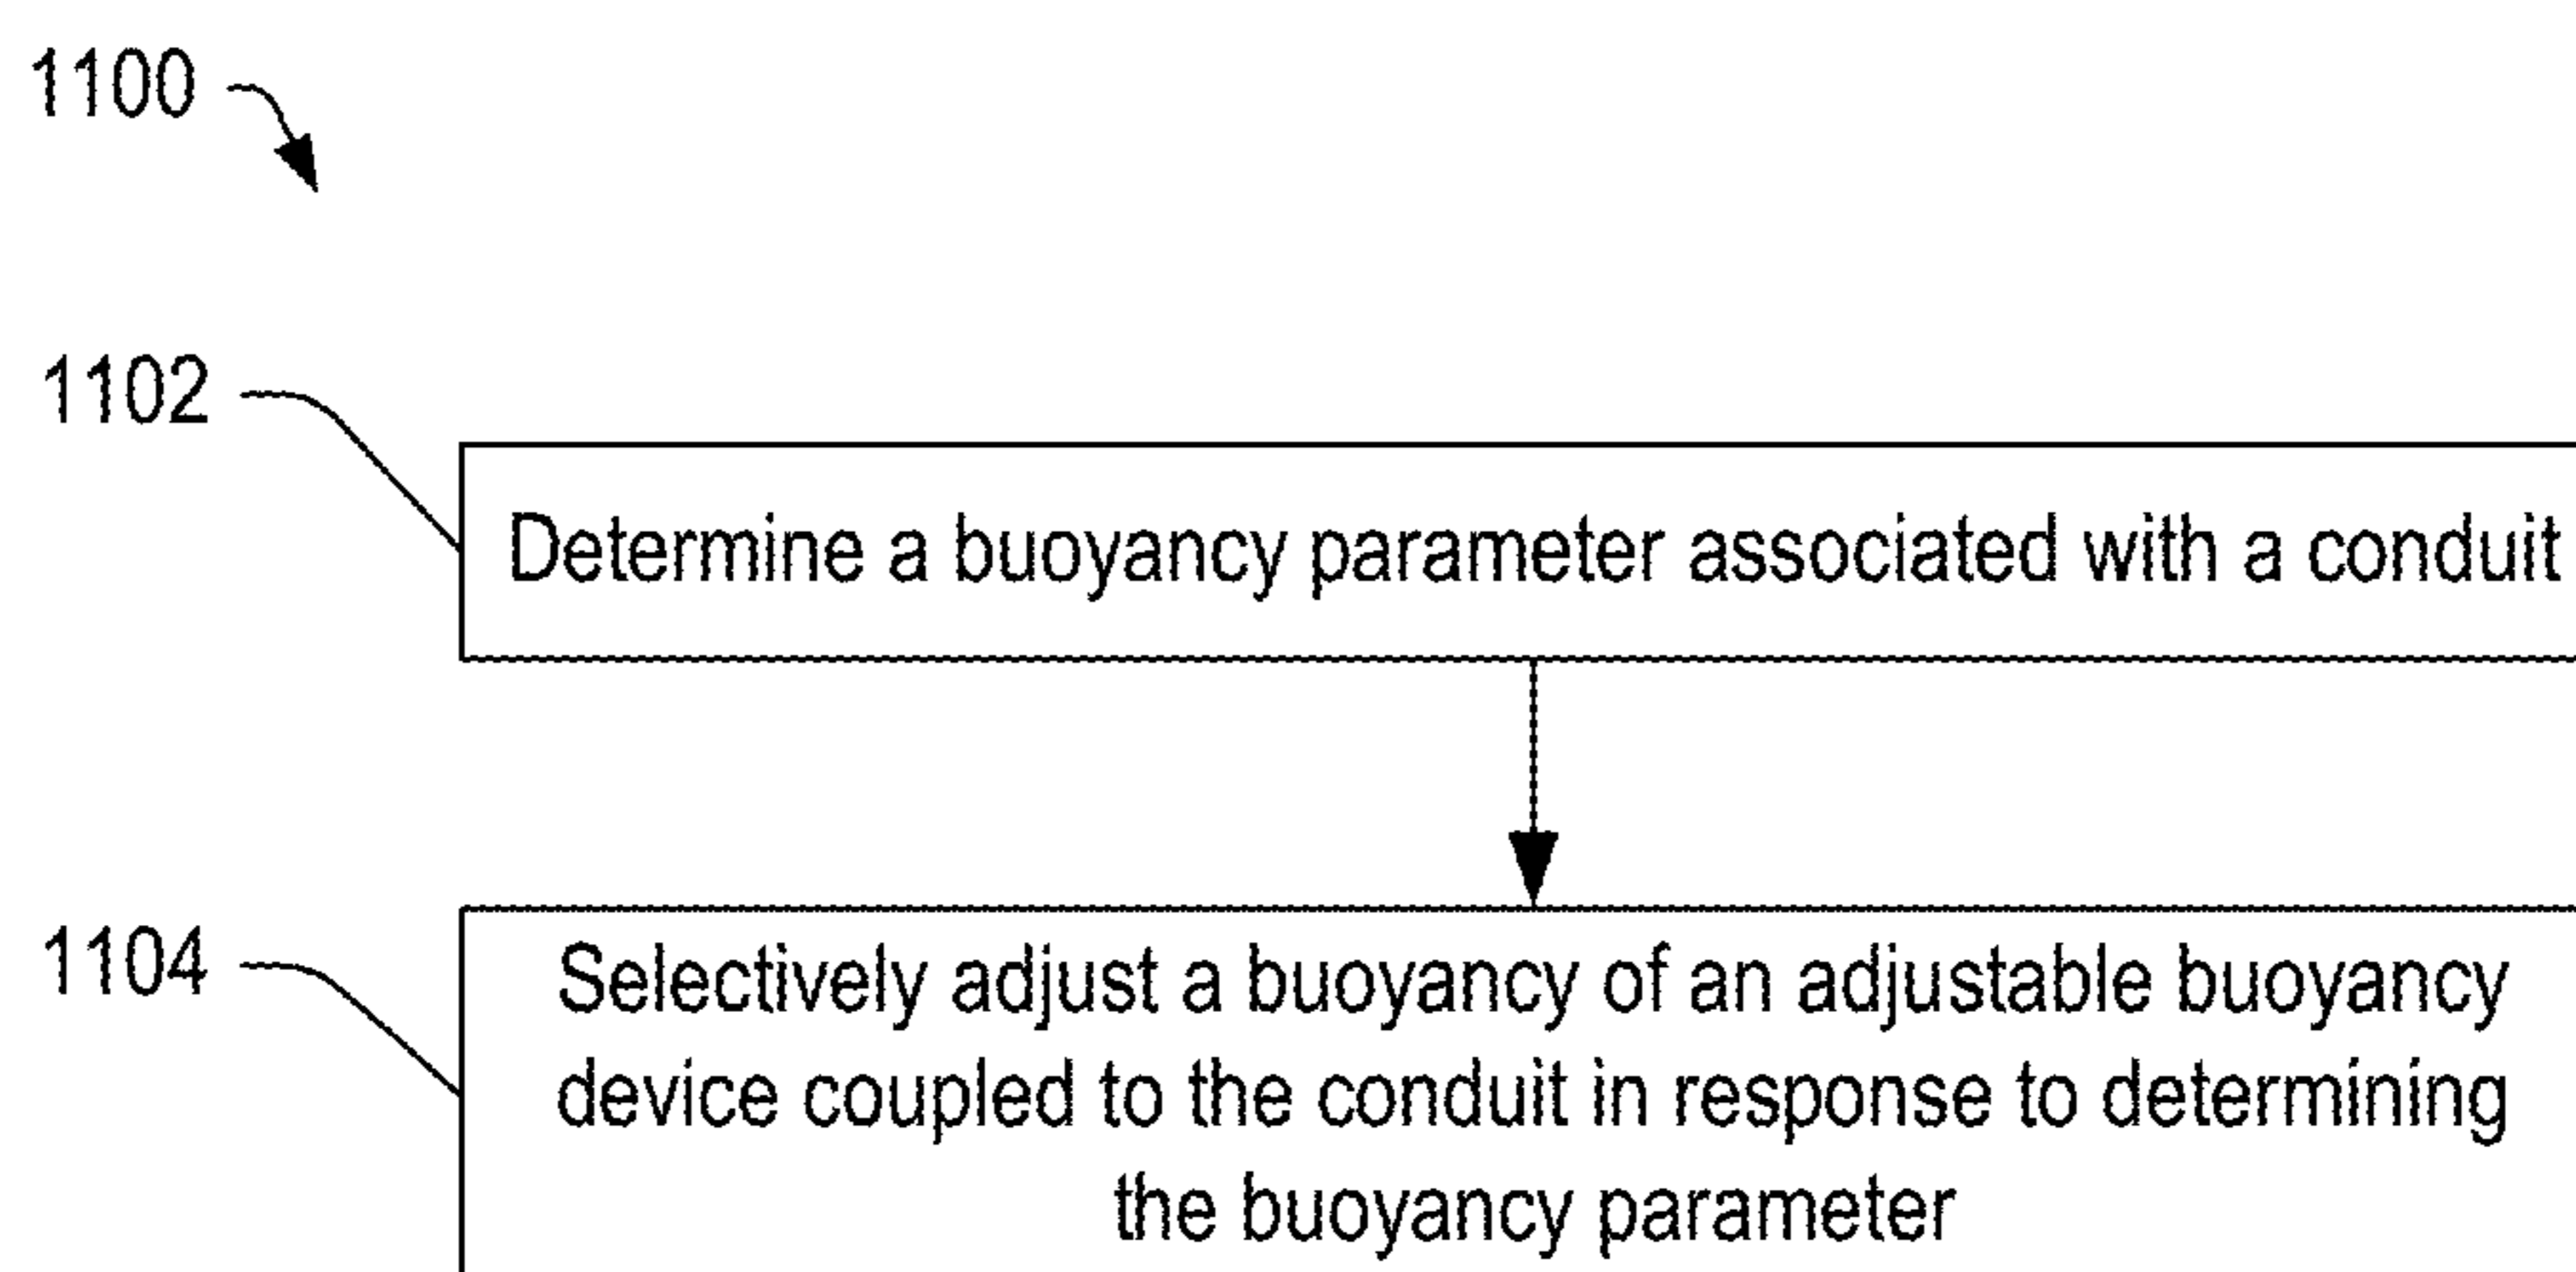 1100
1102
Determine a buoyancy parameter associated with a conduit
1104
Selectively adjust a buoyancy of an adjustable buoyancy
device coupled to the conduit in response to determining
the buoyancy parameter